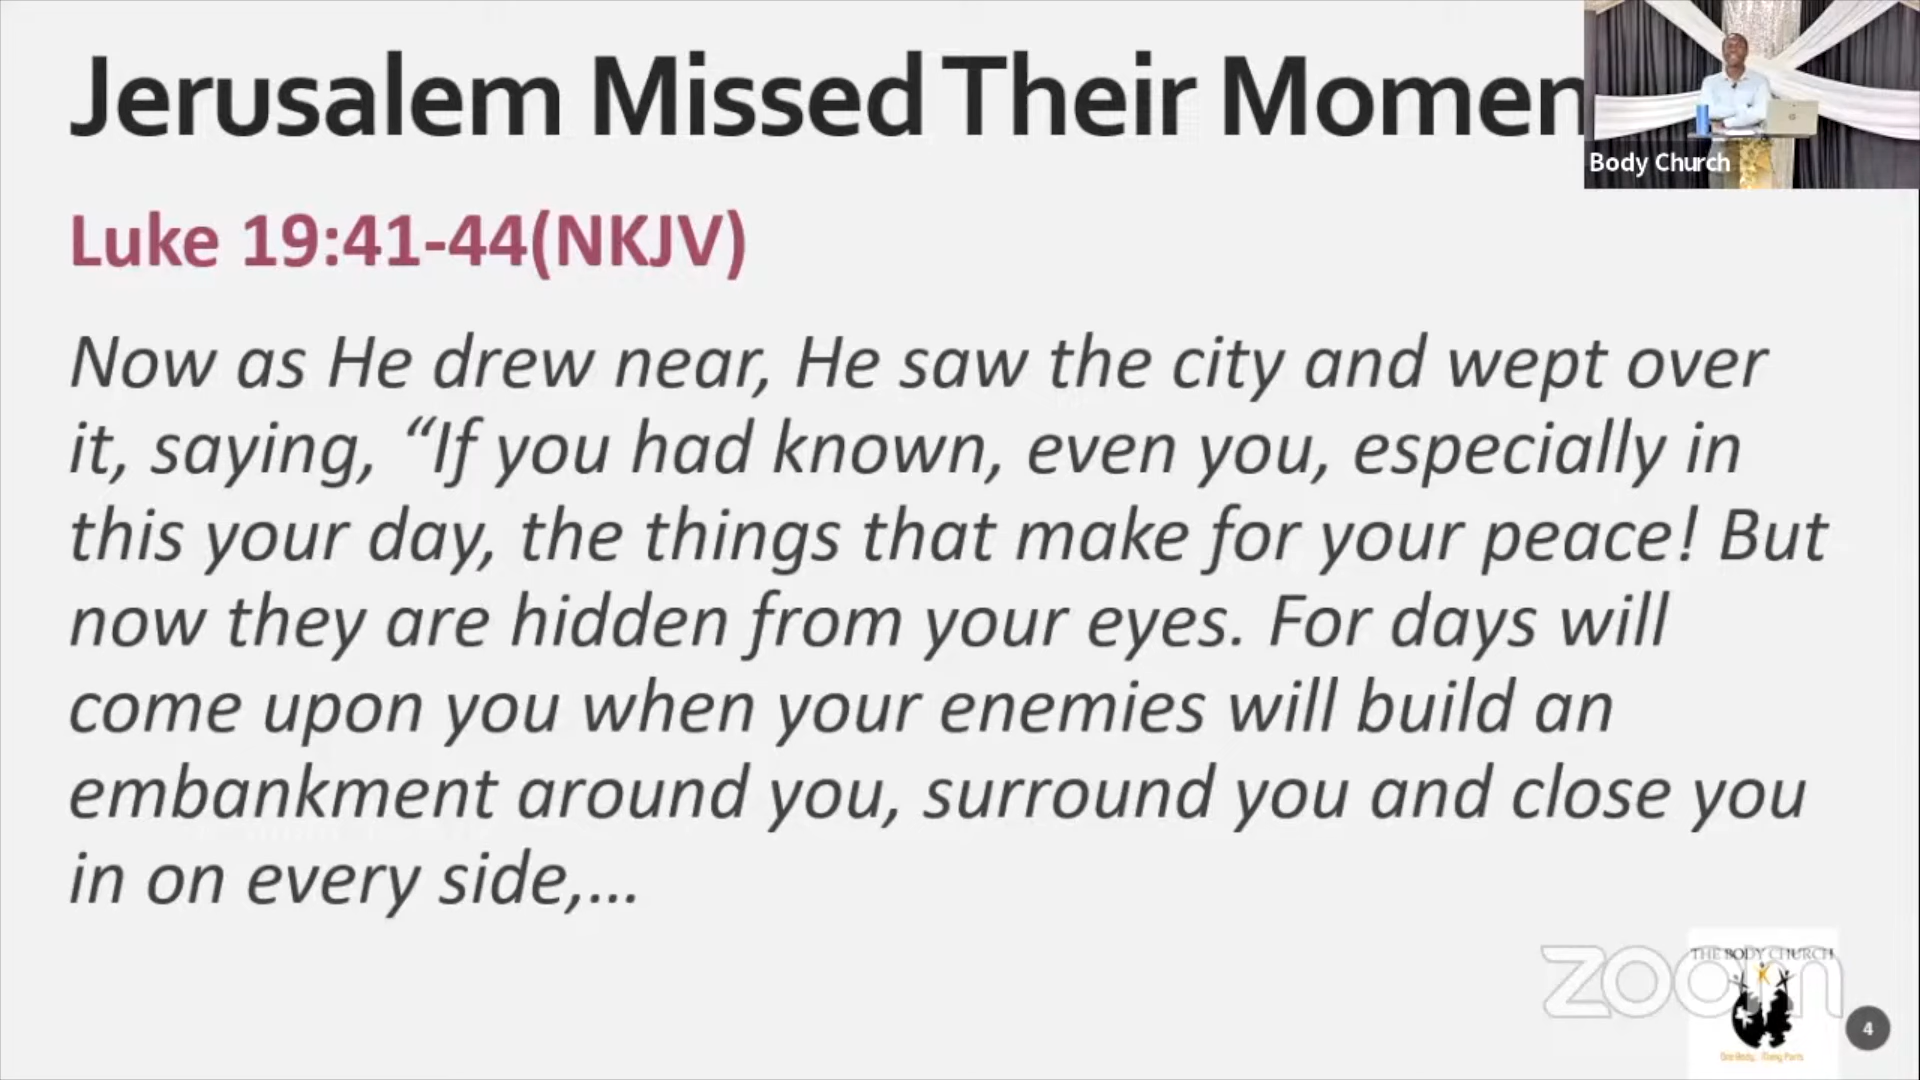 Jerusalem Missed Their Momen
Body Church
Luke 19:41-44(NKJV)
Now as He drew near, He saw the city and wept over
it, saying, “If you had known, even you, especially in
this your day, the things that make for your peace! But
now they are hidden from your eyes. For days will
come upon you when your enemies will build an
embankment around you, surround you and close you
in on every side,...
zoom
THE BODY CHURCH
One Body, Many Parts
4